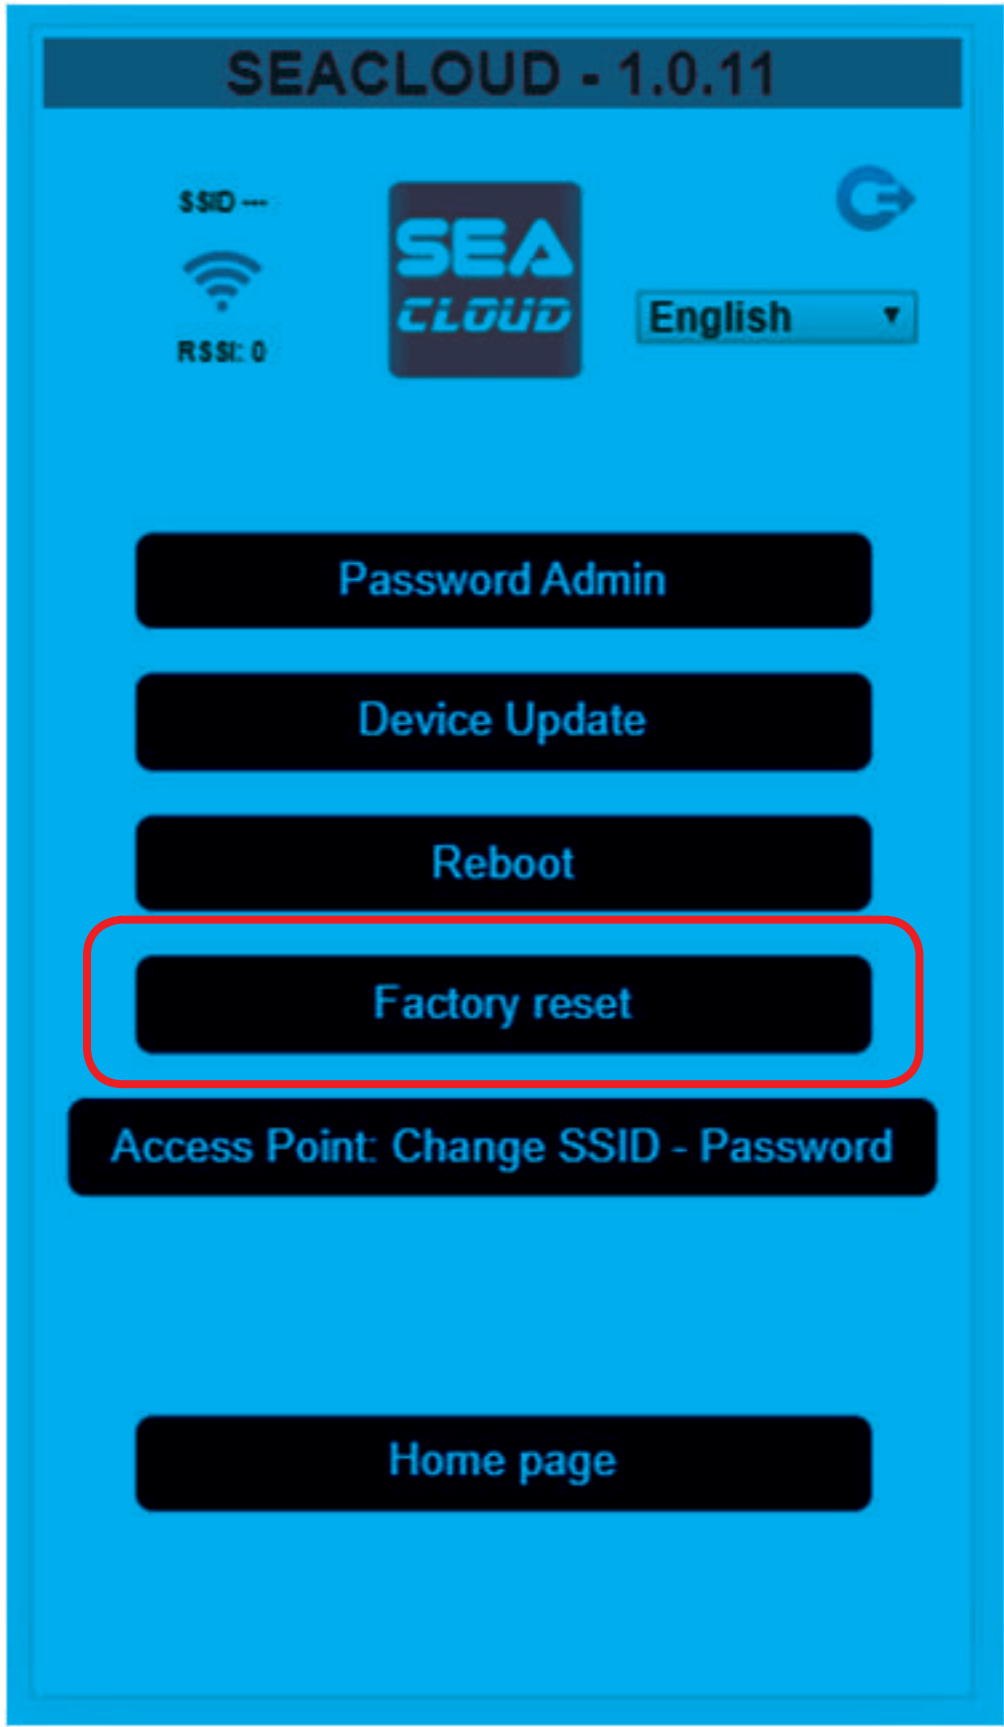 SEACLOUD - 1.0.11
SSID ---
SEA
CLOUD
English
RSSI: 0
Password Admin
Device Update
Reboot
Factory reset
Access Point: Change SSID - Password
Home page